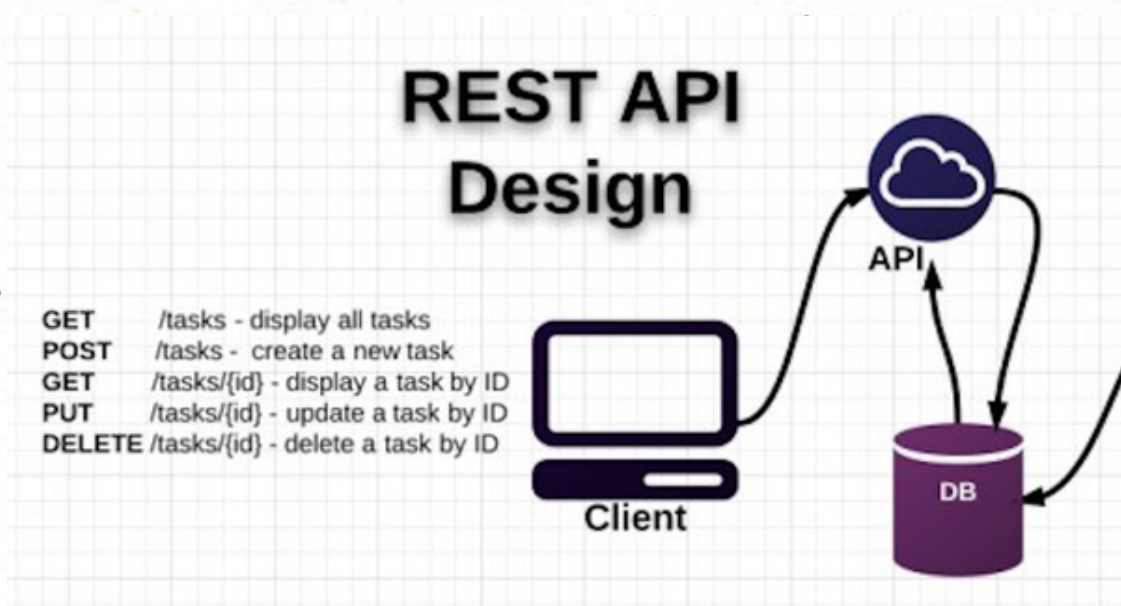 REST API
Design
API
GET /tasks - display all tasks
POST /tasks - create a new task
GET /tasks/{id} - display a task by ID
PUT /tasks/{id} - update a task by ID
DELETE /tasks/{id} - delete a task by ID
DB
Client